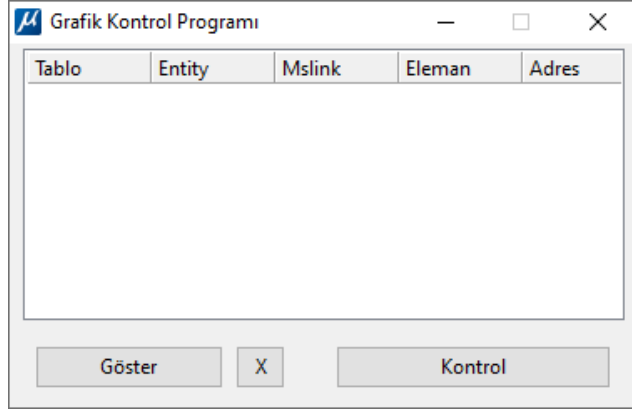 Grafik Kontrol Programı
Tablo Entity Mslink Eleman Adres
Göster X Kontrol